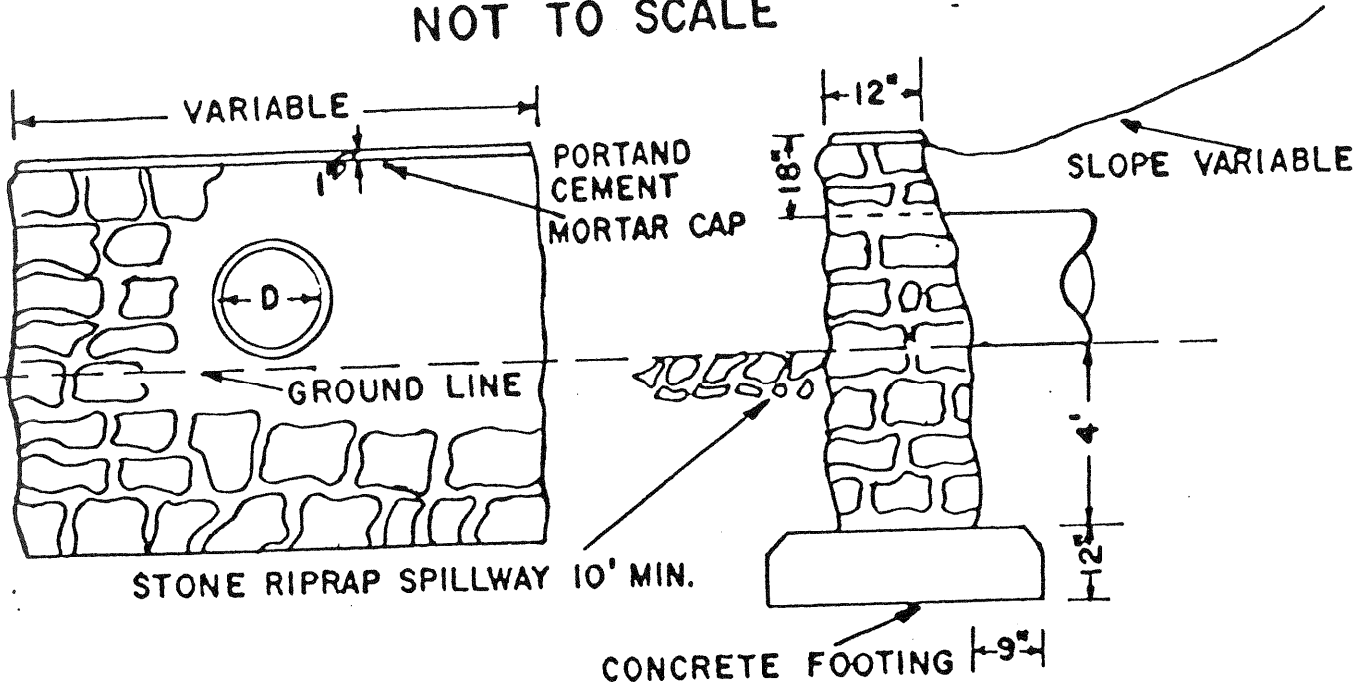 NOT TO SCALE
VARIABLE
1"
PORTAND
CEMENT
MORTAR CAP
D
GROUND LINE
STONE RIPRAP SPILLWAY 10' MIN.
12"
18"
SLOPE VARIABLE
4'
12"
CONCRETE FOOTING
9"